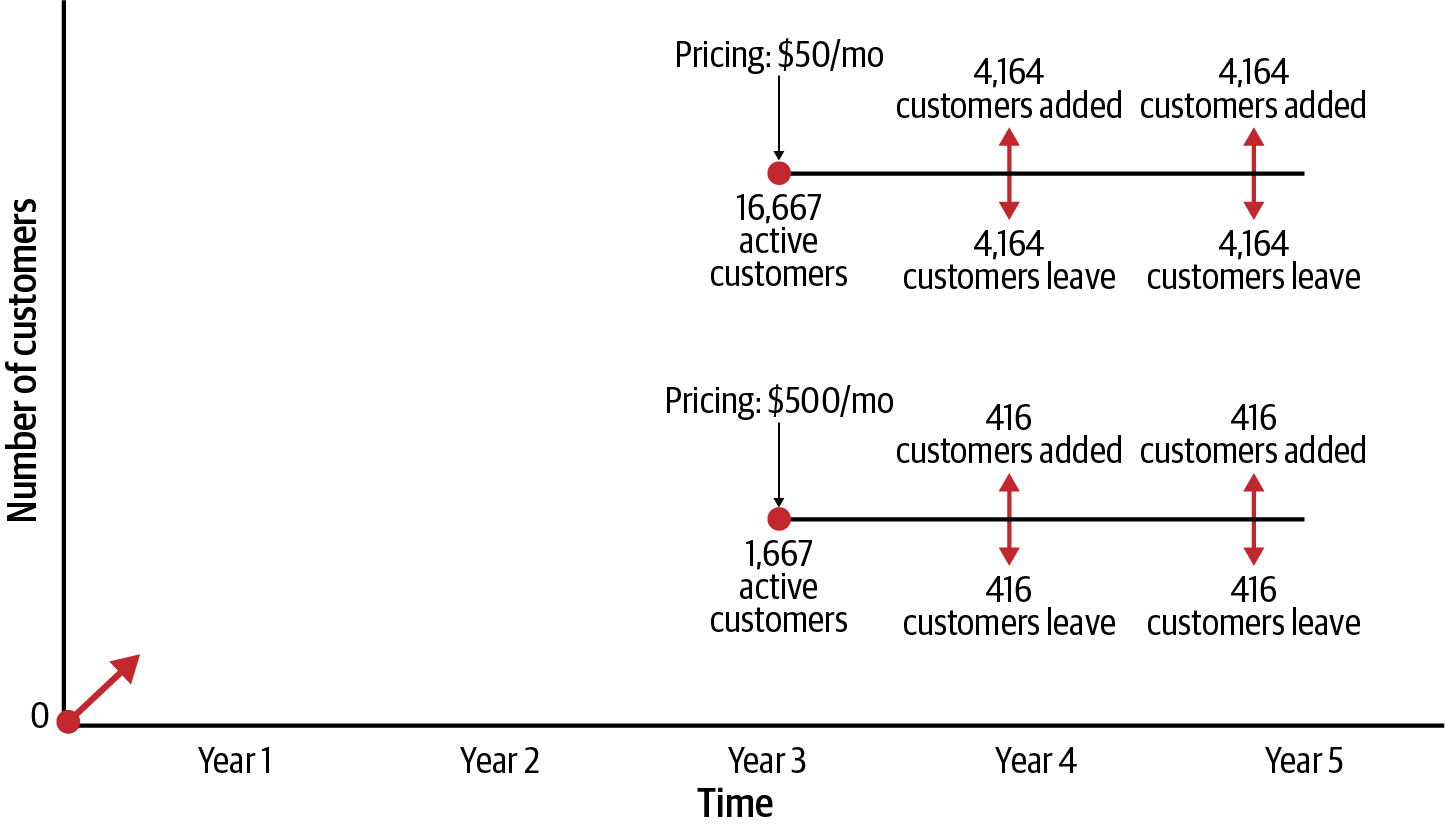 Number of customers
Pricing: $50/mo
4,164
customers added
4,164
customers added
16,667
active
customers
4,164
customers leave
4,164
customers leave
Pricing: $500/mo
416
customers added
416
customers added
1,667
active
customers
416
customers leave
416
customers leave
0
Year 1
Year 2
Year 3
Year 4
Year 5
Time